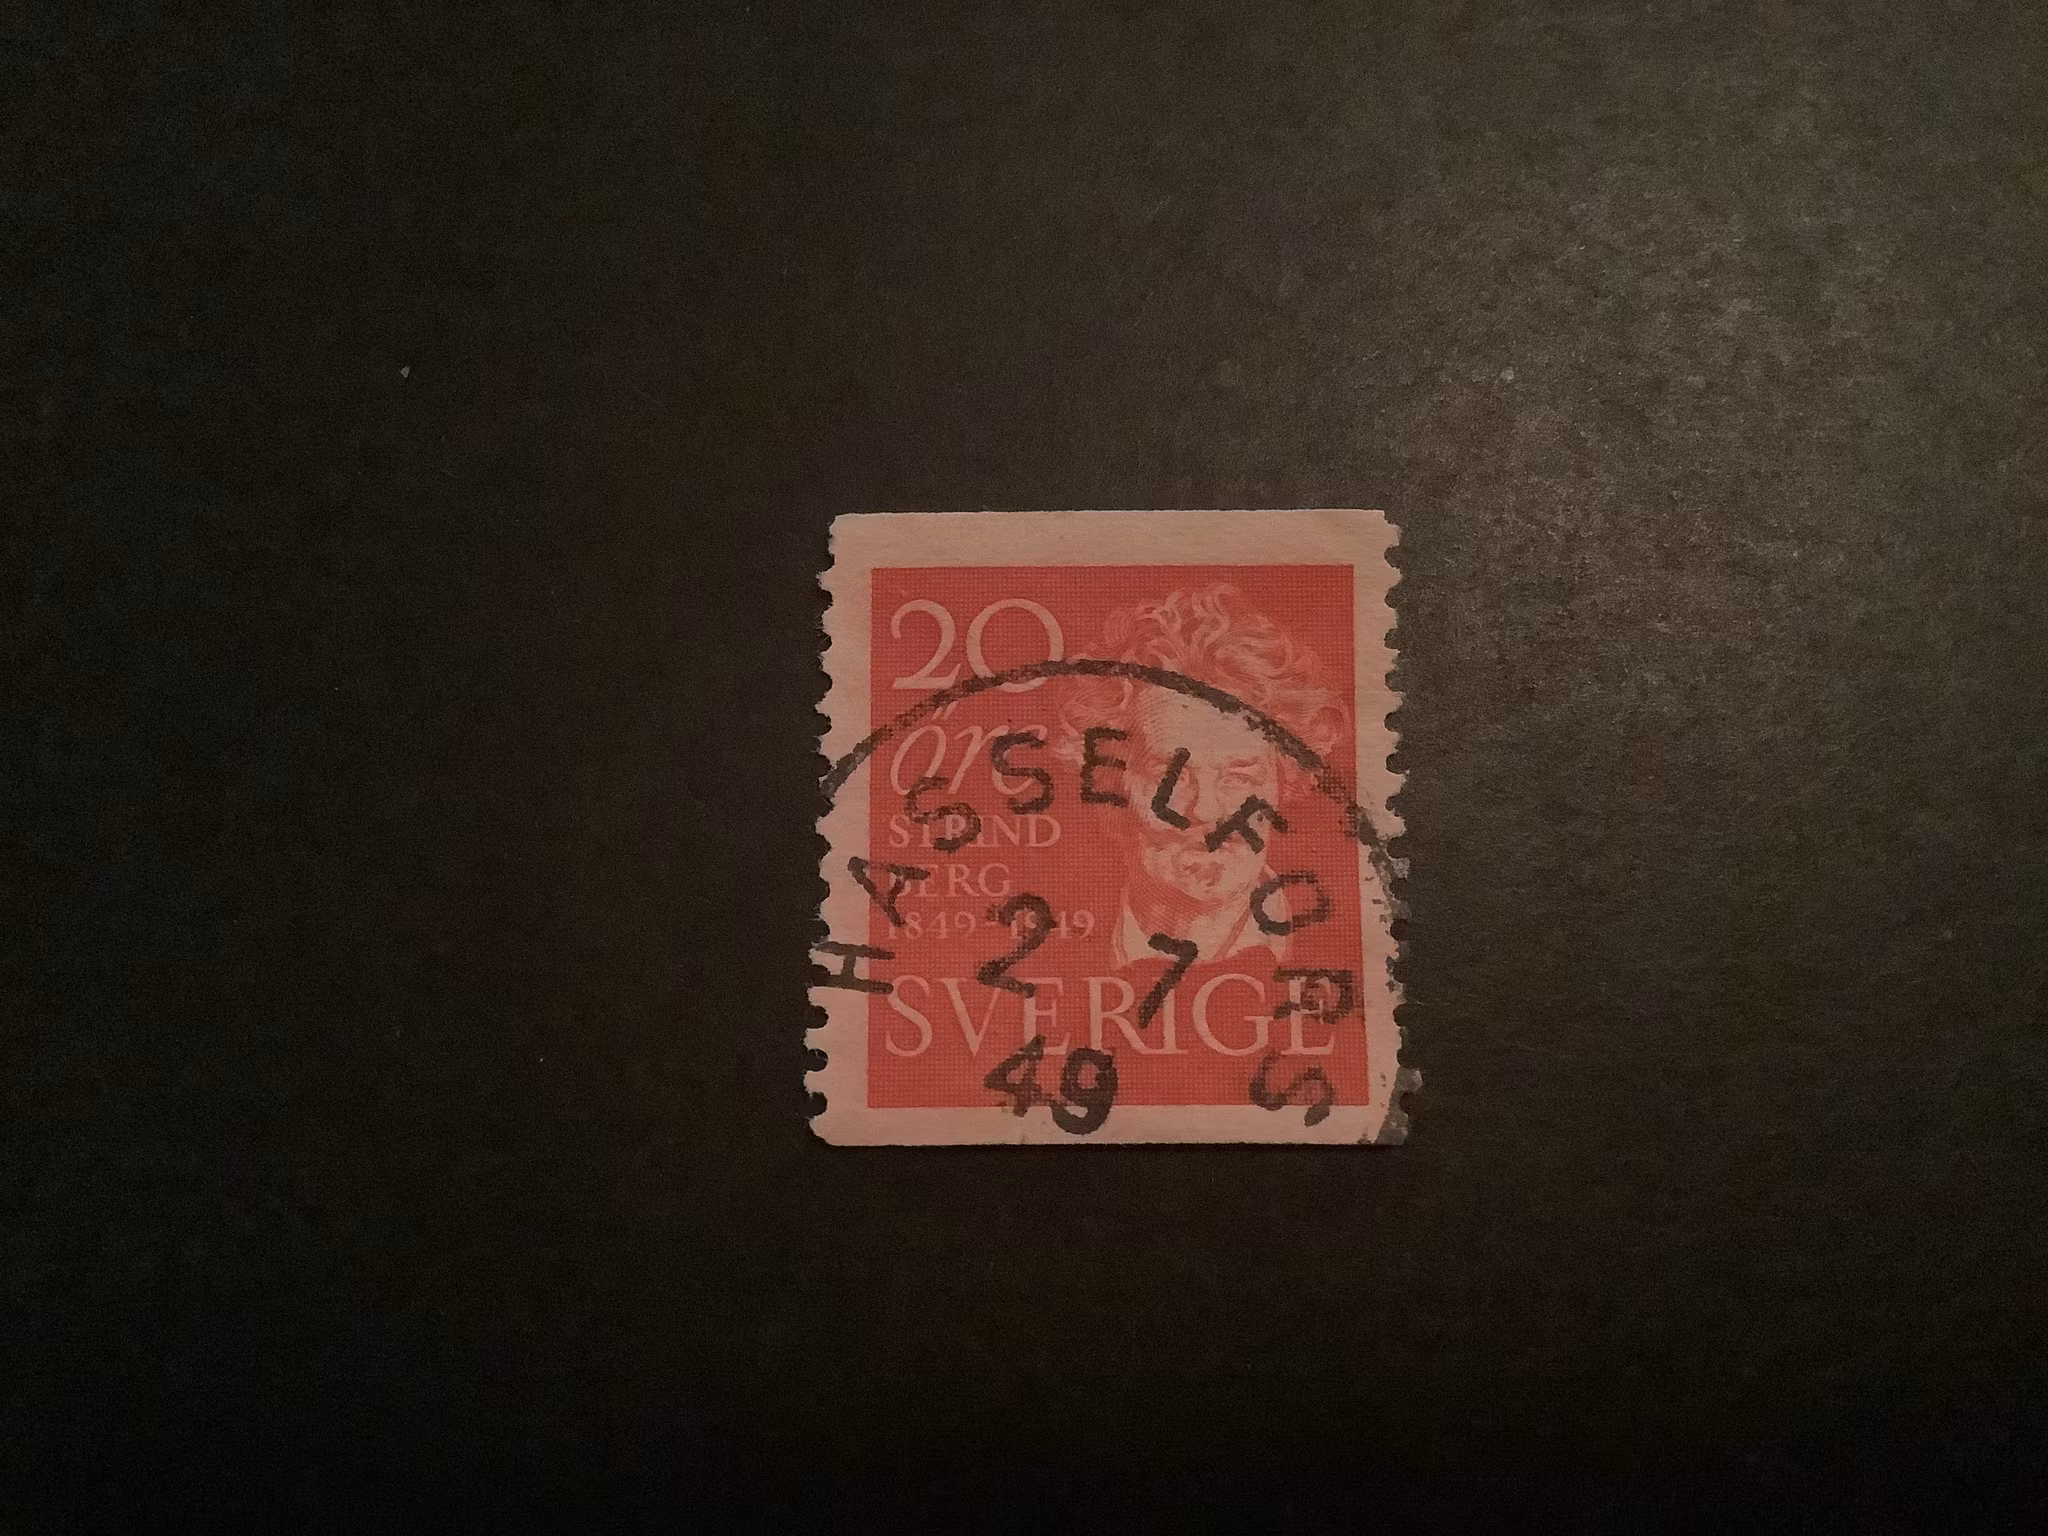 20
öre
STRIND
BERG
1849-1949
SVERIGE
HASSELFORS
2 7
49